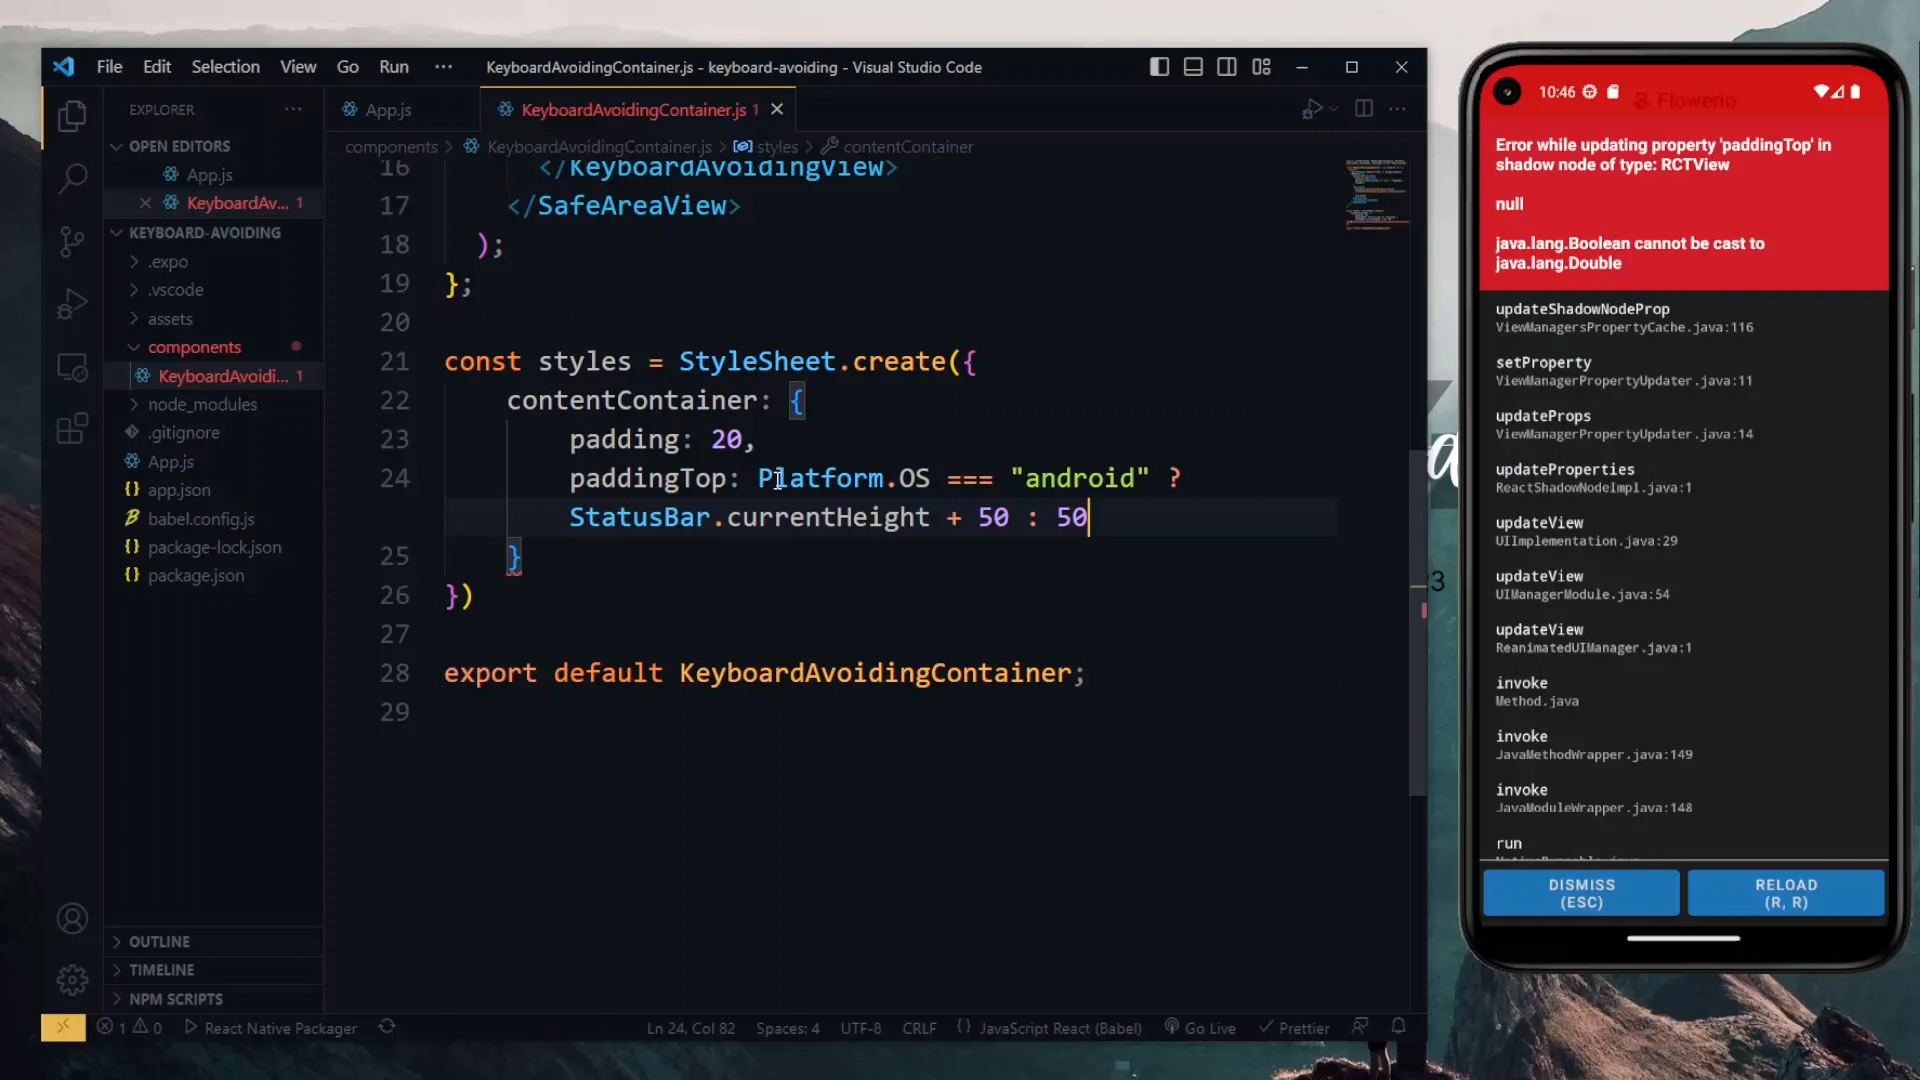 File Edit Selection View Go Run ··· KeyboardAvoidingContainer.js - keyboard-avoiding - Visual Studio Code
EXPLORER ···
OPEN EDITORS
App.js
KeyboardAv... 1
KEYBOARD-AVOIDING
.expo
.vscode
assets
components
KeyboardAvoidi... 1
node_modules
.gitignore
App.js
app.json
babel.config.js
package-lock.json
package.json
OUTLINE
TIMELINE
NPM SCRIPTS
App.js KeyboardAvoidingContainer.js 1
components > KeyboardAvoidingContainer.js > styles > contentContainer
16 </KeyboardAvoidingView>
17 </SafeAreaView>
18 );
19 };
20
21 const styles = StyleSheet.create({
22 contentContainer: {
23 padding: 20,
24 paddingTop: Platform.OS === "android" ?
StatusBar.currentHeight + 50 : 50
25 }
26 })
27
28 export default KeyboardAvoidingContainer;
29
1 0 React Native Packager Ln 24, Col 82 Spaces: 4 UTF-8 CRLF {} JavaScript React (Babel) Go Live Prettier
10:46
Flowerio
Error while updating property 'paddingTop' in
shadow node of type: RCTView
null
java.lang.Boolean cannot be cast to
java.lang.Double
updateShadowNodeProp
ViewManagersPropertyCache.java:116
setProperty
ViewManagerPropertyUpdater.java:11
updateProps
ViewManagerPropertyUpdater.java:14
updateProperties
ReactShadowNodeImpl.java:1
updateView
UIImplementation.java:29
updateView
UIManagerModule.java:54
updateView
ReanimatedUIManager.java:1
invoke
Method.java
invoke
JavaMethodWrapper.java:149
invoke
JavaModuleWrapper.java:148
run
DISMISS
(ESC)
RELOAD
(R, R)